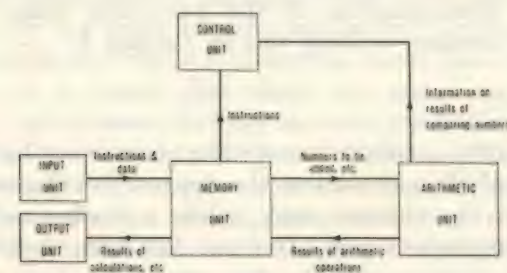 CONTROL
UNIT
Instructions
Information on
results of
comparing numbers
INPUT
UNIT
Instructions &
data
MEMORY
UNIT
Numbers to be
etc.
ARITHMETIC
UNIT
OUTPUT
UNIT
Results of
calculations, etc
Results of arithmetic
operations